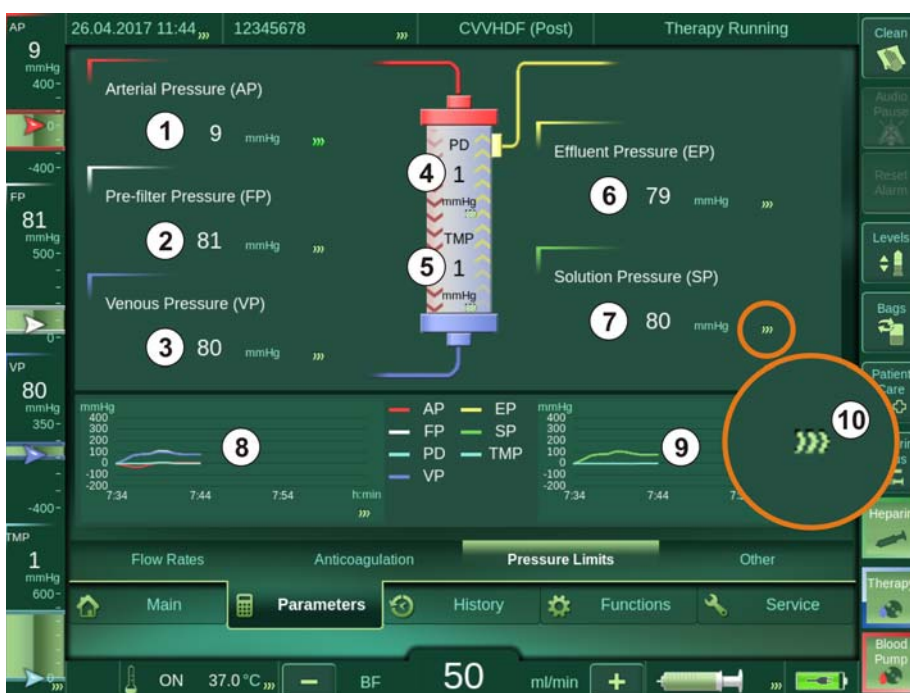 AP
9
mmHg
400
0
-400
FP
81
mmHg
500
0
VP
80
mmHg
350
-400
TMP
1
mmHg
600
0
26.04.2017 11:44 12345678 CVVHDF (Post) Therapy Running
Arterial Pressure (AP)
1 9 mmHg
Pre-filter Pressure (FP)
2 81 mmHg
Venous Pressure (VP)
3 80 mmHg
PD
4 1
mmHg
TMP
5 1
mmHg
Effluent Pressure (EP)
6 79 mmHg
Solution Pressure (SP)
7 80 mmHg
10
mmHg
400
300
200
100
0
-100
-200
7:34 7:44 7:54 h:min
8
AP EP
FP SP
PD TMP
VP
mmHg
400
300
200
100
0
-100
-200
7:34 7:44
9
Flow Rates Anticoagulation Pressure Limits Other
Main Parameters History Functions Service
ON 37.0 °C BF 50 ml/min
Clean
Audio
Pause
Reset
Alarm
Levels
Bags
Patient
Care
Heparin
Therapy
Blood
Pump